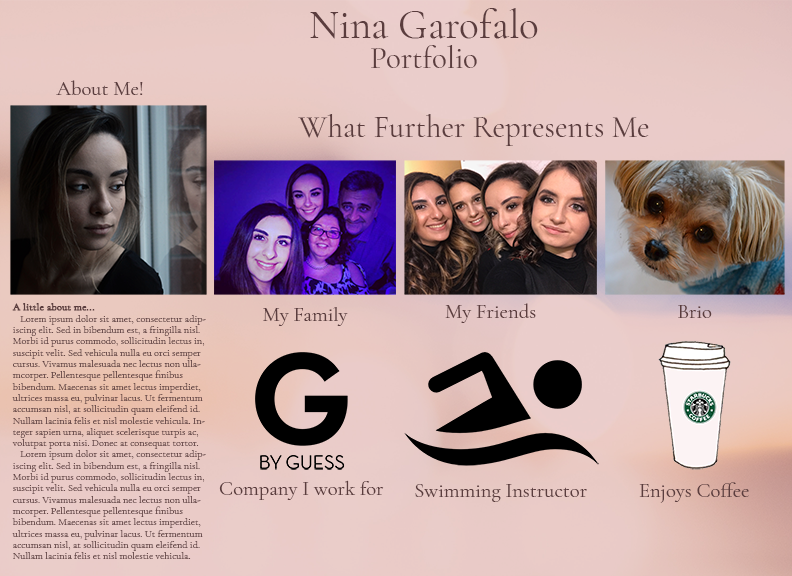 Nina Garofalo
Portfolio
About Me!
What Further Represents Me
A little about me...
Lorem ipsum dolor sit amet, consectetur adip-
iscing elit. Sed in bibendum est, a fringilla nisl.
Morbi id purus commodo, sollicitudin lectus in,
suscipit velit. Sed vehicula nulla eu orci semper
cursus. Vivamus malesuada nec lectus non ulla-
mcorper. Pellentesque pellentesque finibus
bibendum. Maecenas sit amet lectus imperdiet,
ultrices massa eu, pulvinar lacus. Ut fermentum
accumsan nisl, at sollicitudin quam eleifend id.
Nullam lacinia felis et nisl molestie vehicula. In-
teger sapien urna, aliquet scelerisque turpis ac,
volutpat porta nisi. Donec at consequat tortor.
Lorem ipsum dolor sit amet, consectetur adip-
iscing elit. Sed in bibendum est, a fringilla nisl.
Morbi id purus commodo, sollicitudin lectus in,
suscipit velit. Sed vehicula nulla eu orci semper
cursus. Vivamus malesuada nec lectus non ulla-
mcorper. Pellentesque pellentesque finibus
bibendum. Maecenas sit amet lectus imperdiet,
ultrices massa eu, pulvinar lacus. Ut fermentum
accumsan nisl, at sollicitudin quam eleifend id.
Nullam lacinia felis et nisl molestie vehicula.
My Family
My Friends
Brio
G
BY GUESS
STARBUCKS
COFFEE
Company I work for
Swimming Instructor
Enjoys Coffee